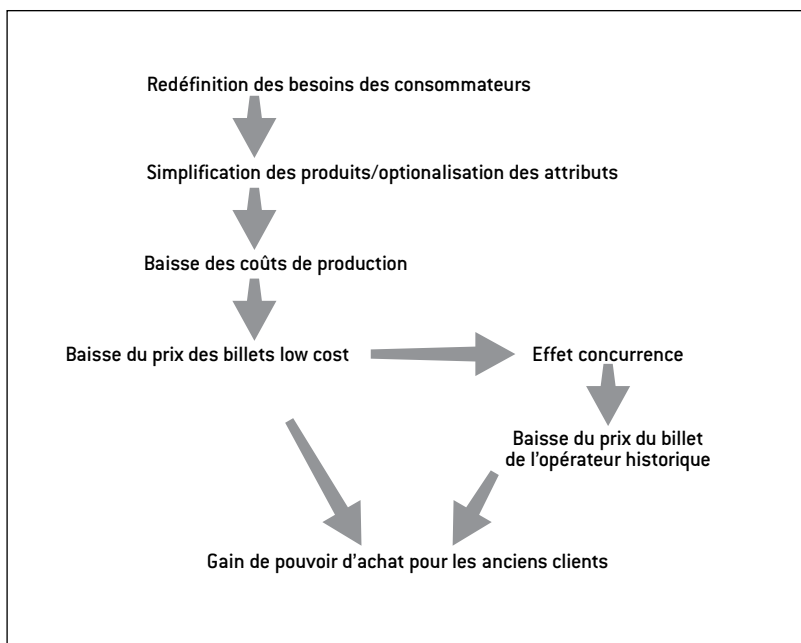 Redéfinition des besoins des consommateurs
Simplification des produits/optionalisation des attributs
Baisse des coûts de production
Baisse du prix des billets low cost
Effet concurrence
Baisse du prix du billet
de l'opérateur historique
Gain de pouvoir d'achat pour les anciens clients